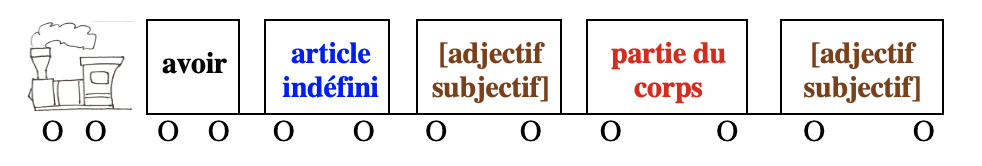 avoir
article
indéfini
[adjectif
subjectif]
partie du
corps
[adjectif
subjectif]
O O O O O O O O O O O O